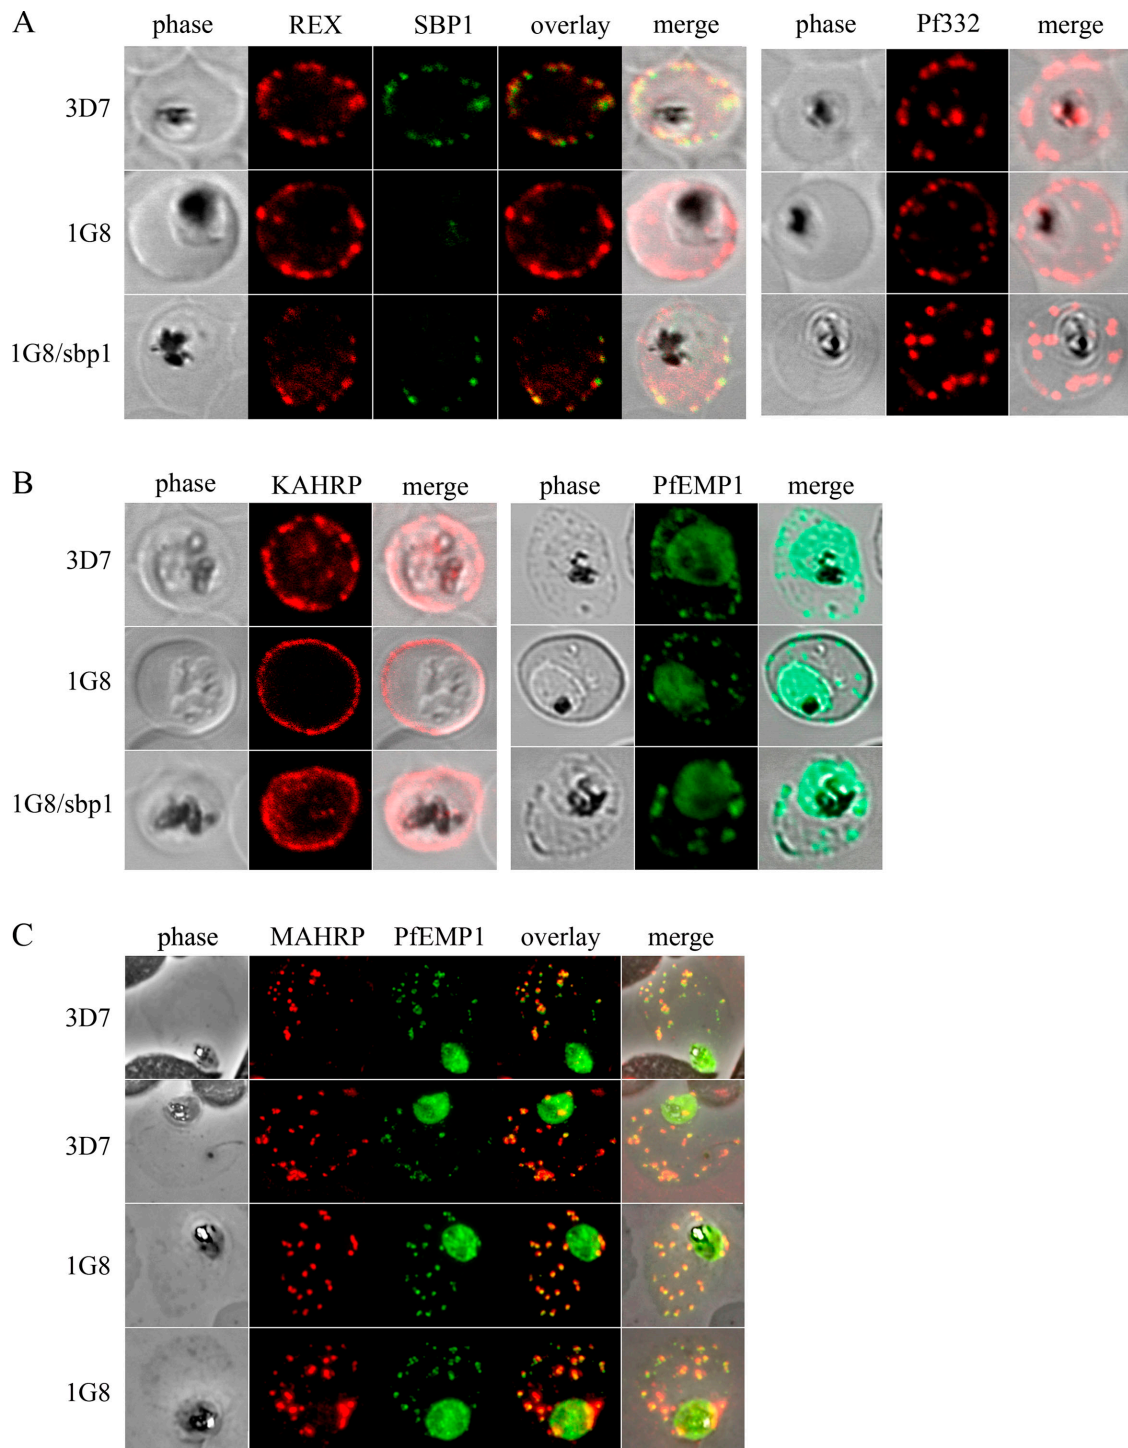 A
phase REX SBP1 overlay merge phase Pf332 merge
3D7
1G8
1G8/sbp1
B
phase KAHRP merge phase PfEMP1 merge
3D7
1G8
1G8/sbp1
C
phase MAHRP PfEMP1 overlay merge
3D7
3D7
1G8
1G8